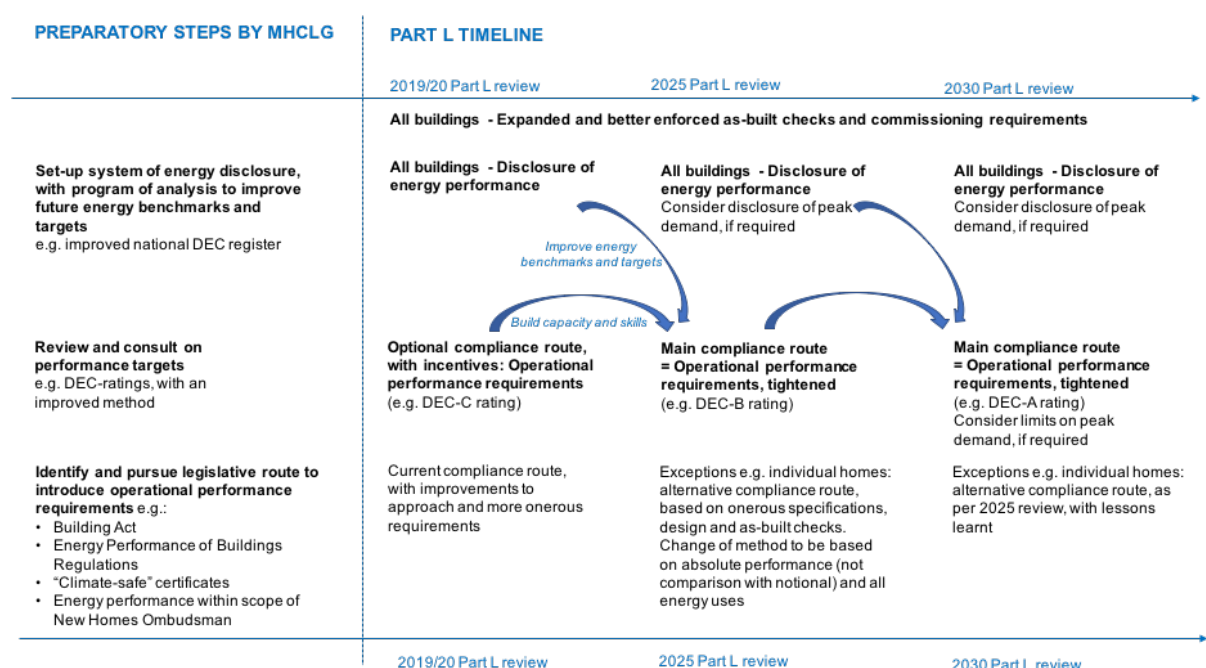 PREPARATORY STEPS BY MHCLG
PART L TIMELINE
2019/20 Part L review
2025 Part L review
2030 Part L review
All buildings - Expanded and better enforced as-built checks and commissioning requirements
Set-up system of energy disclosure,
with program of analysis to improve
future energy benchmarks and
targets
e.g. improved national DEC register
All buildings - Disclosure of
energy performance
All buildings - Disclosure of
energy performance
Consider disclosure of peak
demand, if required
All buildings - Disclosure of
energy performance
Consider disclosure of peak
demand, if required
Improve energy
benchmarks and targets
Build capacity and skills
Review and consult on
performance targets
e.g. DEC-ratings, with an
improved method
Optional compliance route,
with incentives: Operational
performance requirements
(e.g. DEC-C rating)
Main compliance route
= Operational performance
requirements, tightened
(e.g. DEC-B rating)
Main compliance route
= Operational performance
requirements, tightened
(e.g. DEC-A rating)
Consider limits on peak
demand, if required
Identify and pursue legislative route to
introduce operational performance
requirements e.g.:
• Building Act
• Energy Performance of Buildings
Regulations
• “Climate-safe” certificates
• Energy performance within scope of
New Homes Ombudsman
Current compliance route,
with improvements to
approach and more onerous
requirements
Exceptions e.g. individual homes:
alternative compliance route,
based on onerous specifications,
design and as-built checks.
Change of method to be based
on absolute performance (not
comparison with notional) and all
energy uses
Exceptions e.g. individual homes:
alternative compliance route, as
per 2025 review, with lessons
learnt
2019/20 Part L review
2025 Part L review
2030 Part L review